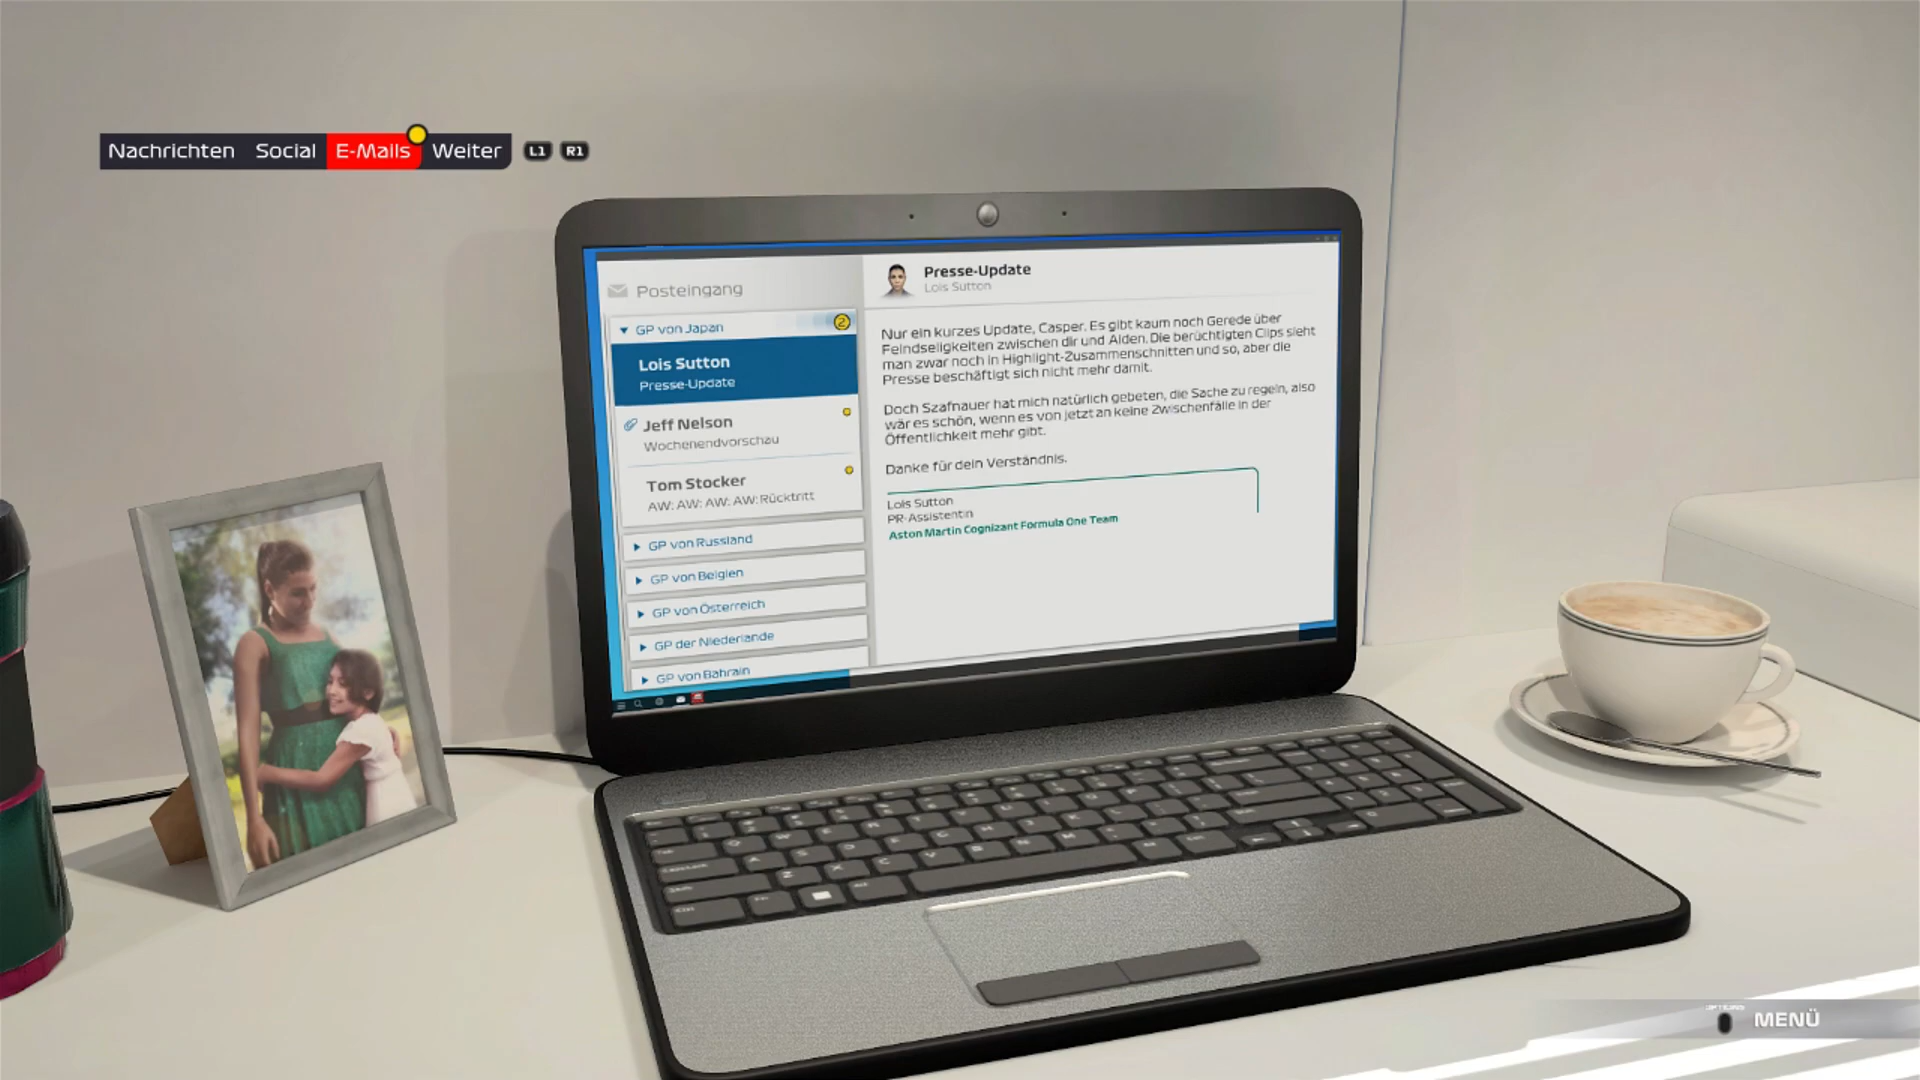 Nachrichten Social E-Mails Weiter L1 R1
Posteingang
GP von Japan 2
Lois Sutton
Presse-Update
Jeff Nelson
Wochenendvorschau
Tom Stocker
AW: AW: AW: AW: Rücktritt
GP von Russland
GP von Belgien
GP von Österreich
GP der Niederlande
GP von Bahrain
Presse-Update
Lois Sutton
Nur ein kurzes Update, Casper. Es gibt kaum noch Gerede über
Feindseligkeiten zwischen dir und Aiden. Die berüchtigten Clips sieht
man zwar noch in Highlight-Zusammenschnitten und so, aber die
Presse beschäftigt sich nicht mehr damit.
Doch Szafnauer hat mich natürlich gebeten, die Sache zu regeln, also
wär es schön, wenn es von jetzt an keine Zwischenfälle in der
Öffentlichkeit mehr gibt.
Danke für dein Verständnis.
Lois Sutton
PR-Assistentin
Aston Martin Cognizant Formula One Team
OPTIONS
MENÜ